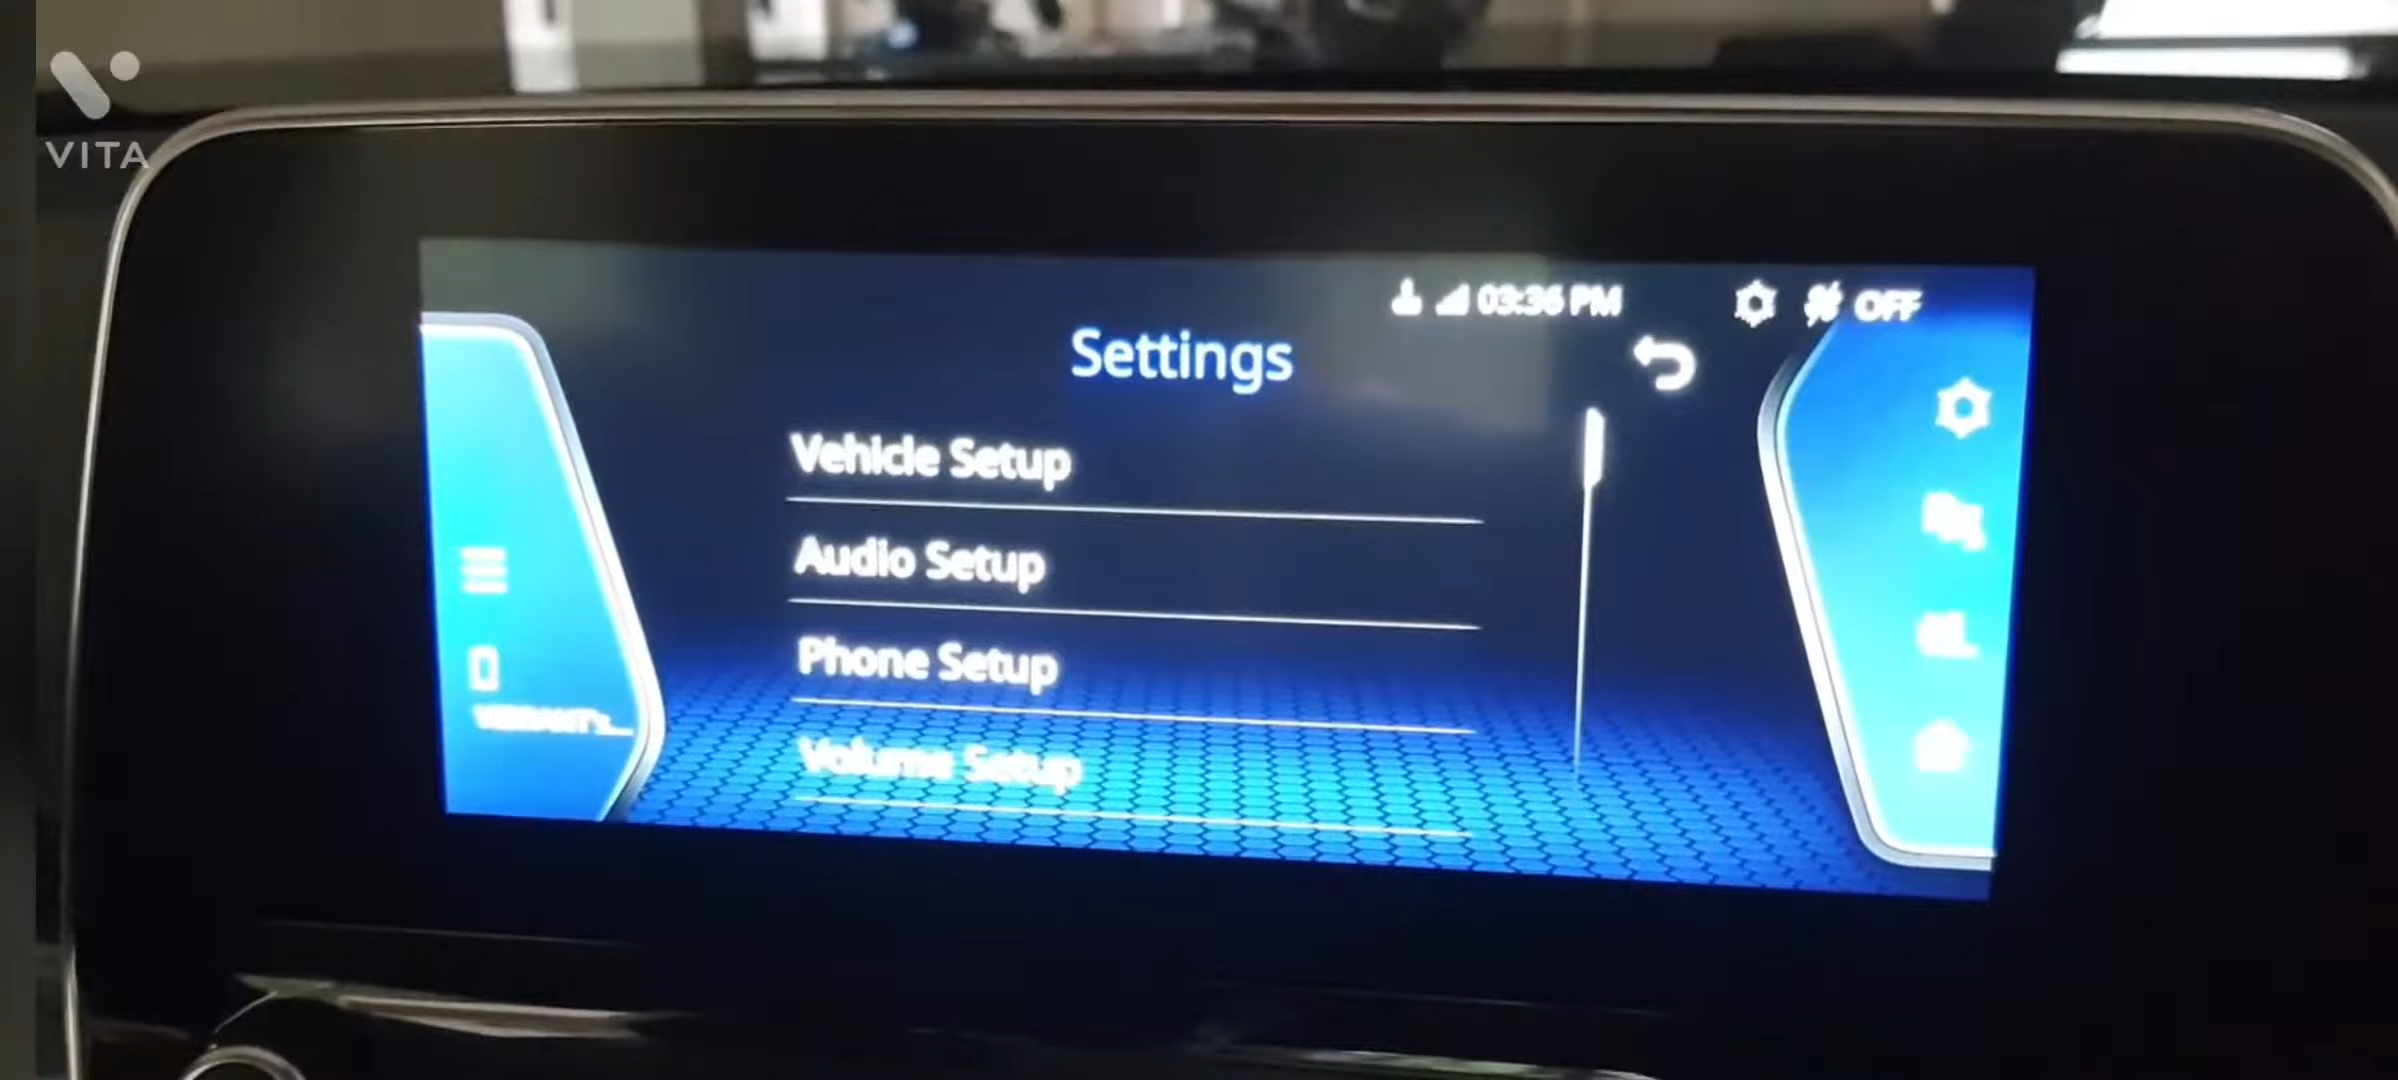 VITA
03:36 PM
OFF
Settings
Vehicle Setup
Audio Setup
Phone Setup
Volume Setup